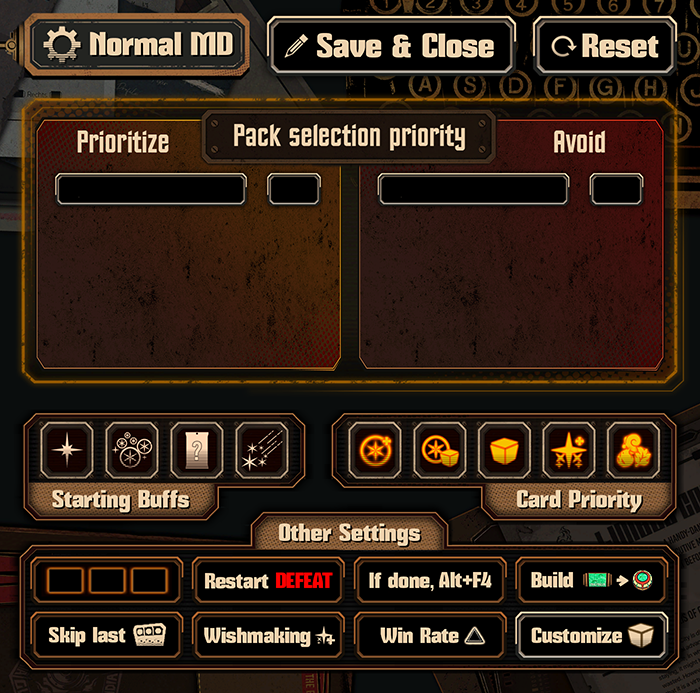 Normal MD
Save & Close
Reset
Pack selection priority
Prioritize
Avoid
Starting Buffs
Card Priority
Other Settings
Restart DEFEAT
If done, Alt+F4
Build
Skip last
Wishmaking
Win Rate
Customize